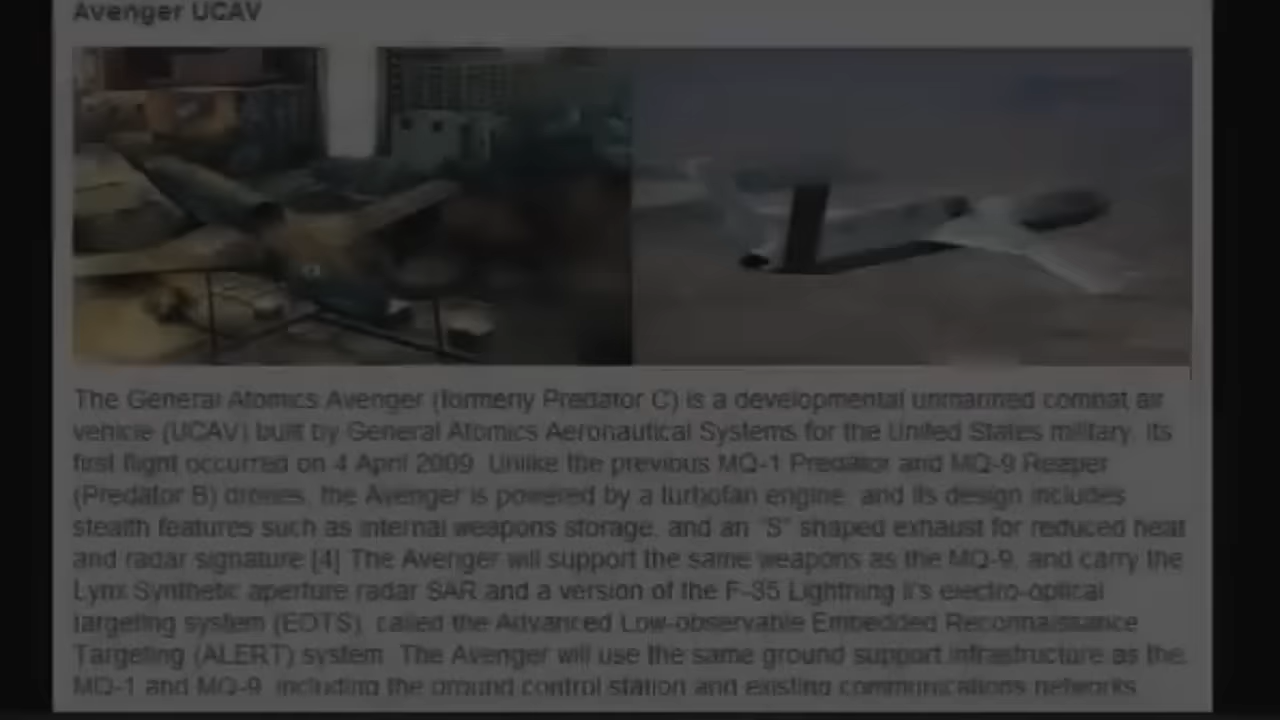 Avenger UCAV
The General Atomics Avenger (formerly Predator C) is a developmental unmanned combat air
vehicle (UCAV) built by General Atomics Aeronautical Systems for the United States military. Its
first flight occurred on 4 April 2009. Unlike the previous MQ-1 Predator and MQ-9 Reaper
(Predator B) drones, the Avenger is powered by a turbofan engine, and its design includes
stealth features such as internal weapons storage, and an "S" shaped exhaust for reduced heat
and radar signature.[4] The Avenger will support the same weapons as the MQ-9, and carry the
Lynx Synthetic aperture radar SAR and a version of the F-35 Lightning II's electro-optical
targeting system (EOTS), called the Advanced Low-observable Embedded Reconnaissance
Targeting (ALERT) system. The Avenger will use the same ground support infrastructure as the
MQ-1 and MQ-9, including the ground control station and existing communications networks.